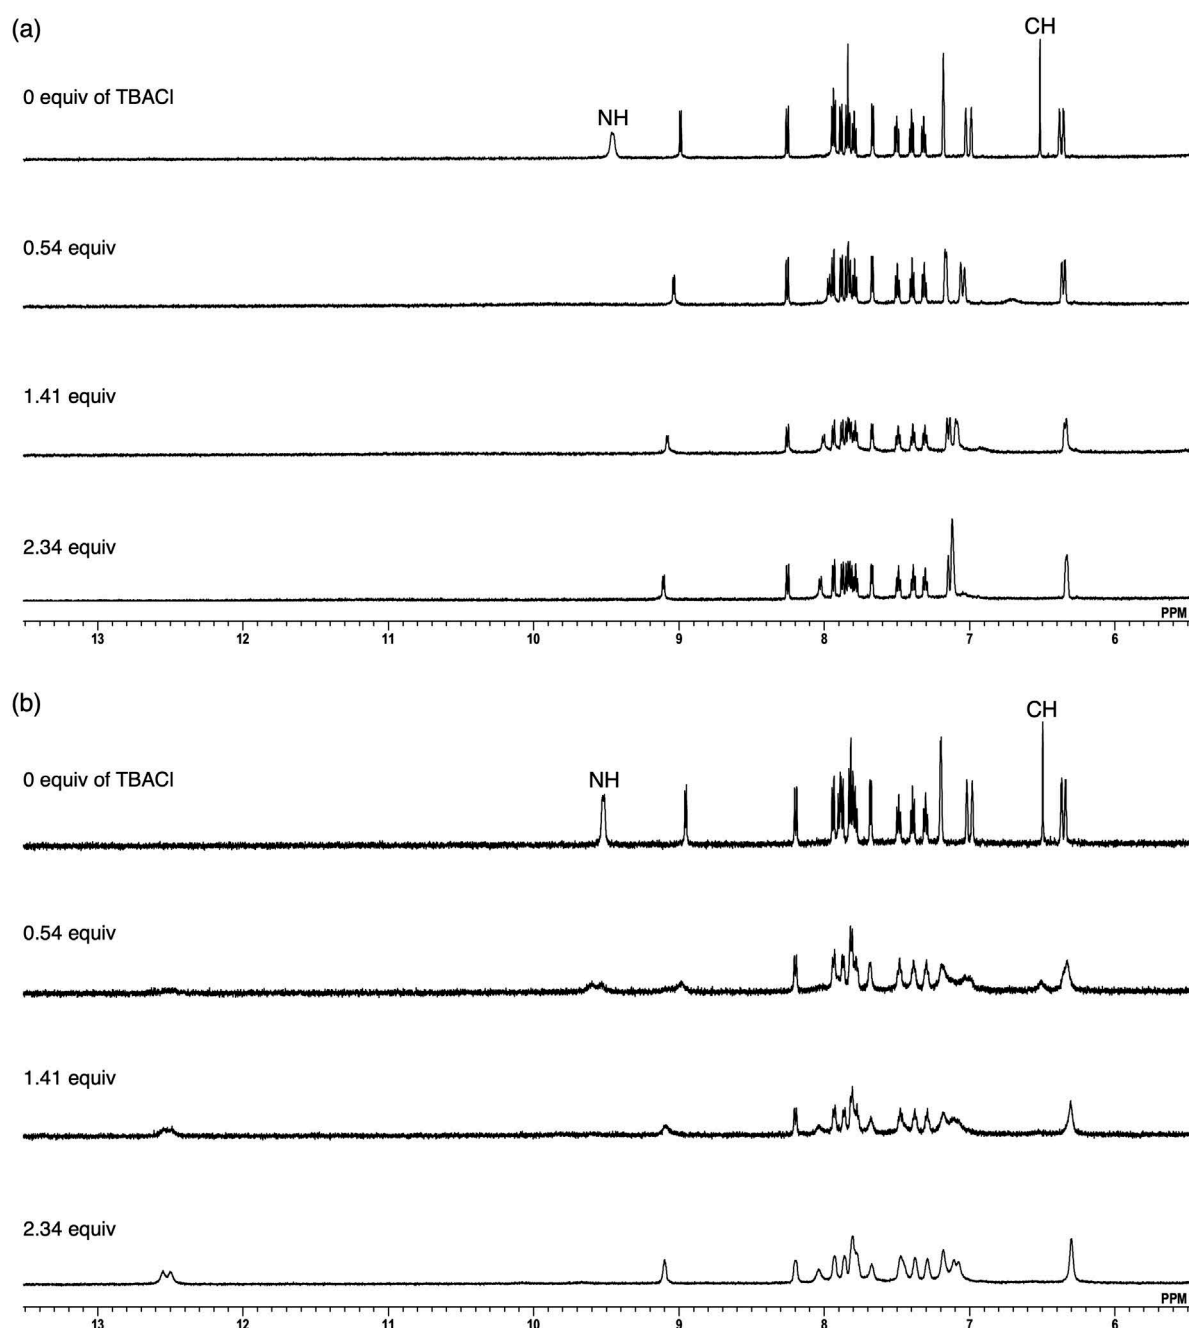 (a)
CH
0 equiv of TBACl
NH
0.54 equiv
1.41 equiv
2.34 equiv
PPM
13 12 11 10 9 8 7 6
(b)
CH
0 equiv of TBACl
NH
0.54 equiv
1.41 equiv
2.34 equiv
PPM
13 12 11 10 9 8 7 6